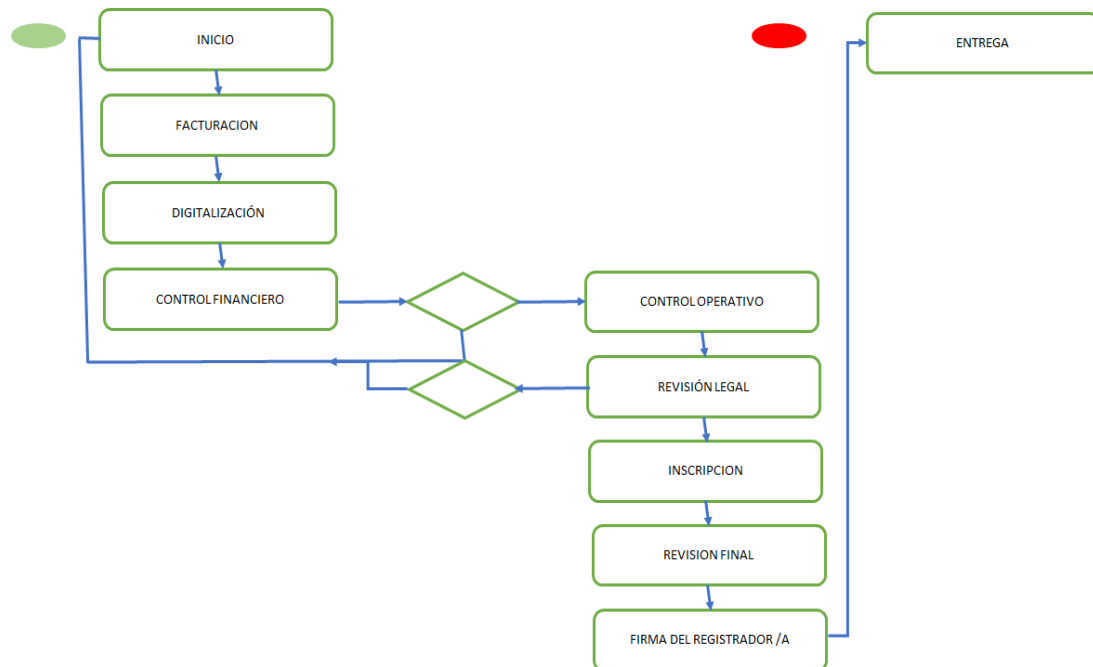 INICIO
FACTURACION
DIGITALIZACIÓN
CONTROL FINANCIERO
CONTROL OPERATIVO
REVISIÓN LEGAL
INSCRIPCION
REVISION FINAL
FIRMA DEL REGISTRADOR /A
ENTREGA